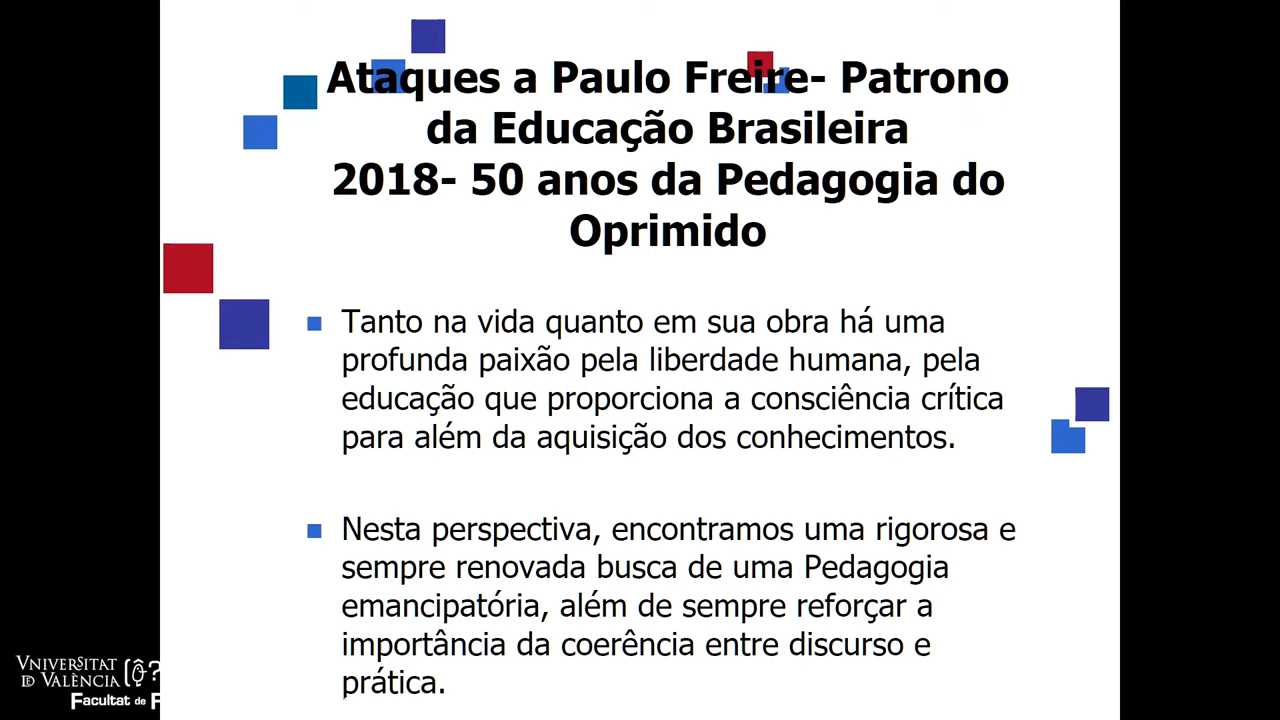 Ataques a Paulo Freire- Patrono
da Educação Brasileira
2018- 50 anos da Pedagogia do
Oprimido
Tanto na vida quanto em sua obra há uma
profunda paixão pela liberdade humana, pela
educação que proporciona a consciência crítica
para além da aquisição dos conhecimentos.
Nesta perspectiva, encontramos uma rigorosa e
sempre renovada busca de uma Pedagogia
emancipatória, além de sempre reforçar a
importância da coerência entre discurso e
prática.
VNIVERSITAT
ID VALÈNCIA
Facultat de F